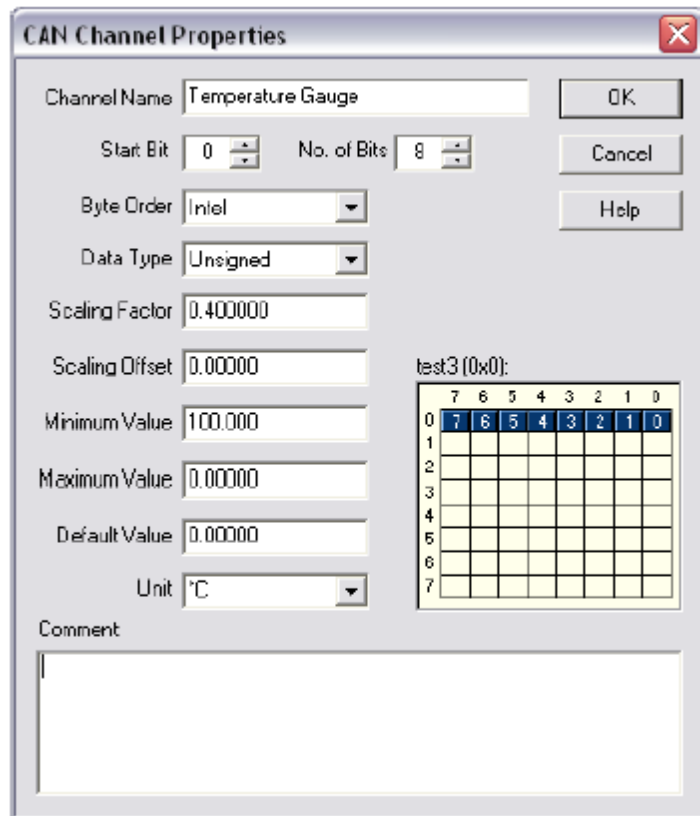 CAN Channel Properties
Channel Name Temperature Gauge OK
Start Bit 0 No. of Bits 8 Cancel
Byte Order Intel Help
Data Type Unsigned
Scaling Factor 0.400000
Scaling Offset 0.00000
test3 (0x0):
7 6 5 4 3 2 1 0
Minimum Value 100.000
0 7 6 5 4 3 2 1 0
1
2
Maximum Value 0.00000
3
4
Default Value 0.00000
5
6
Unit °C
7
Comment